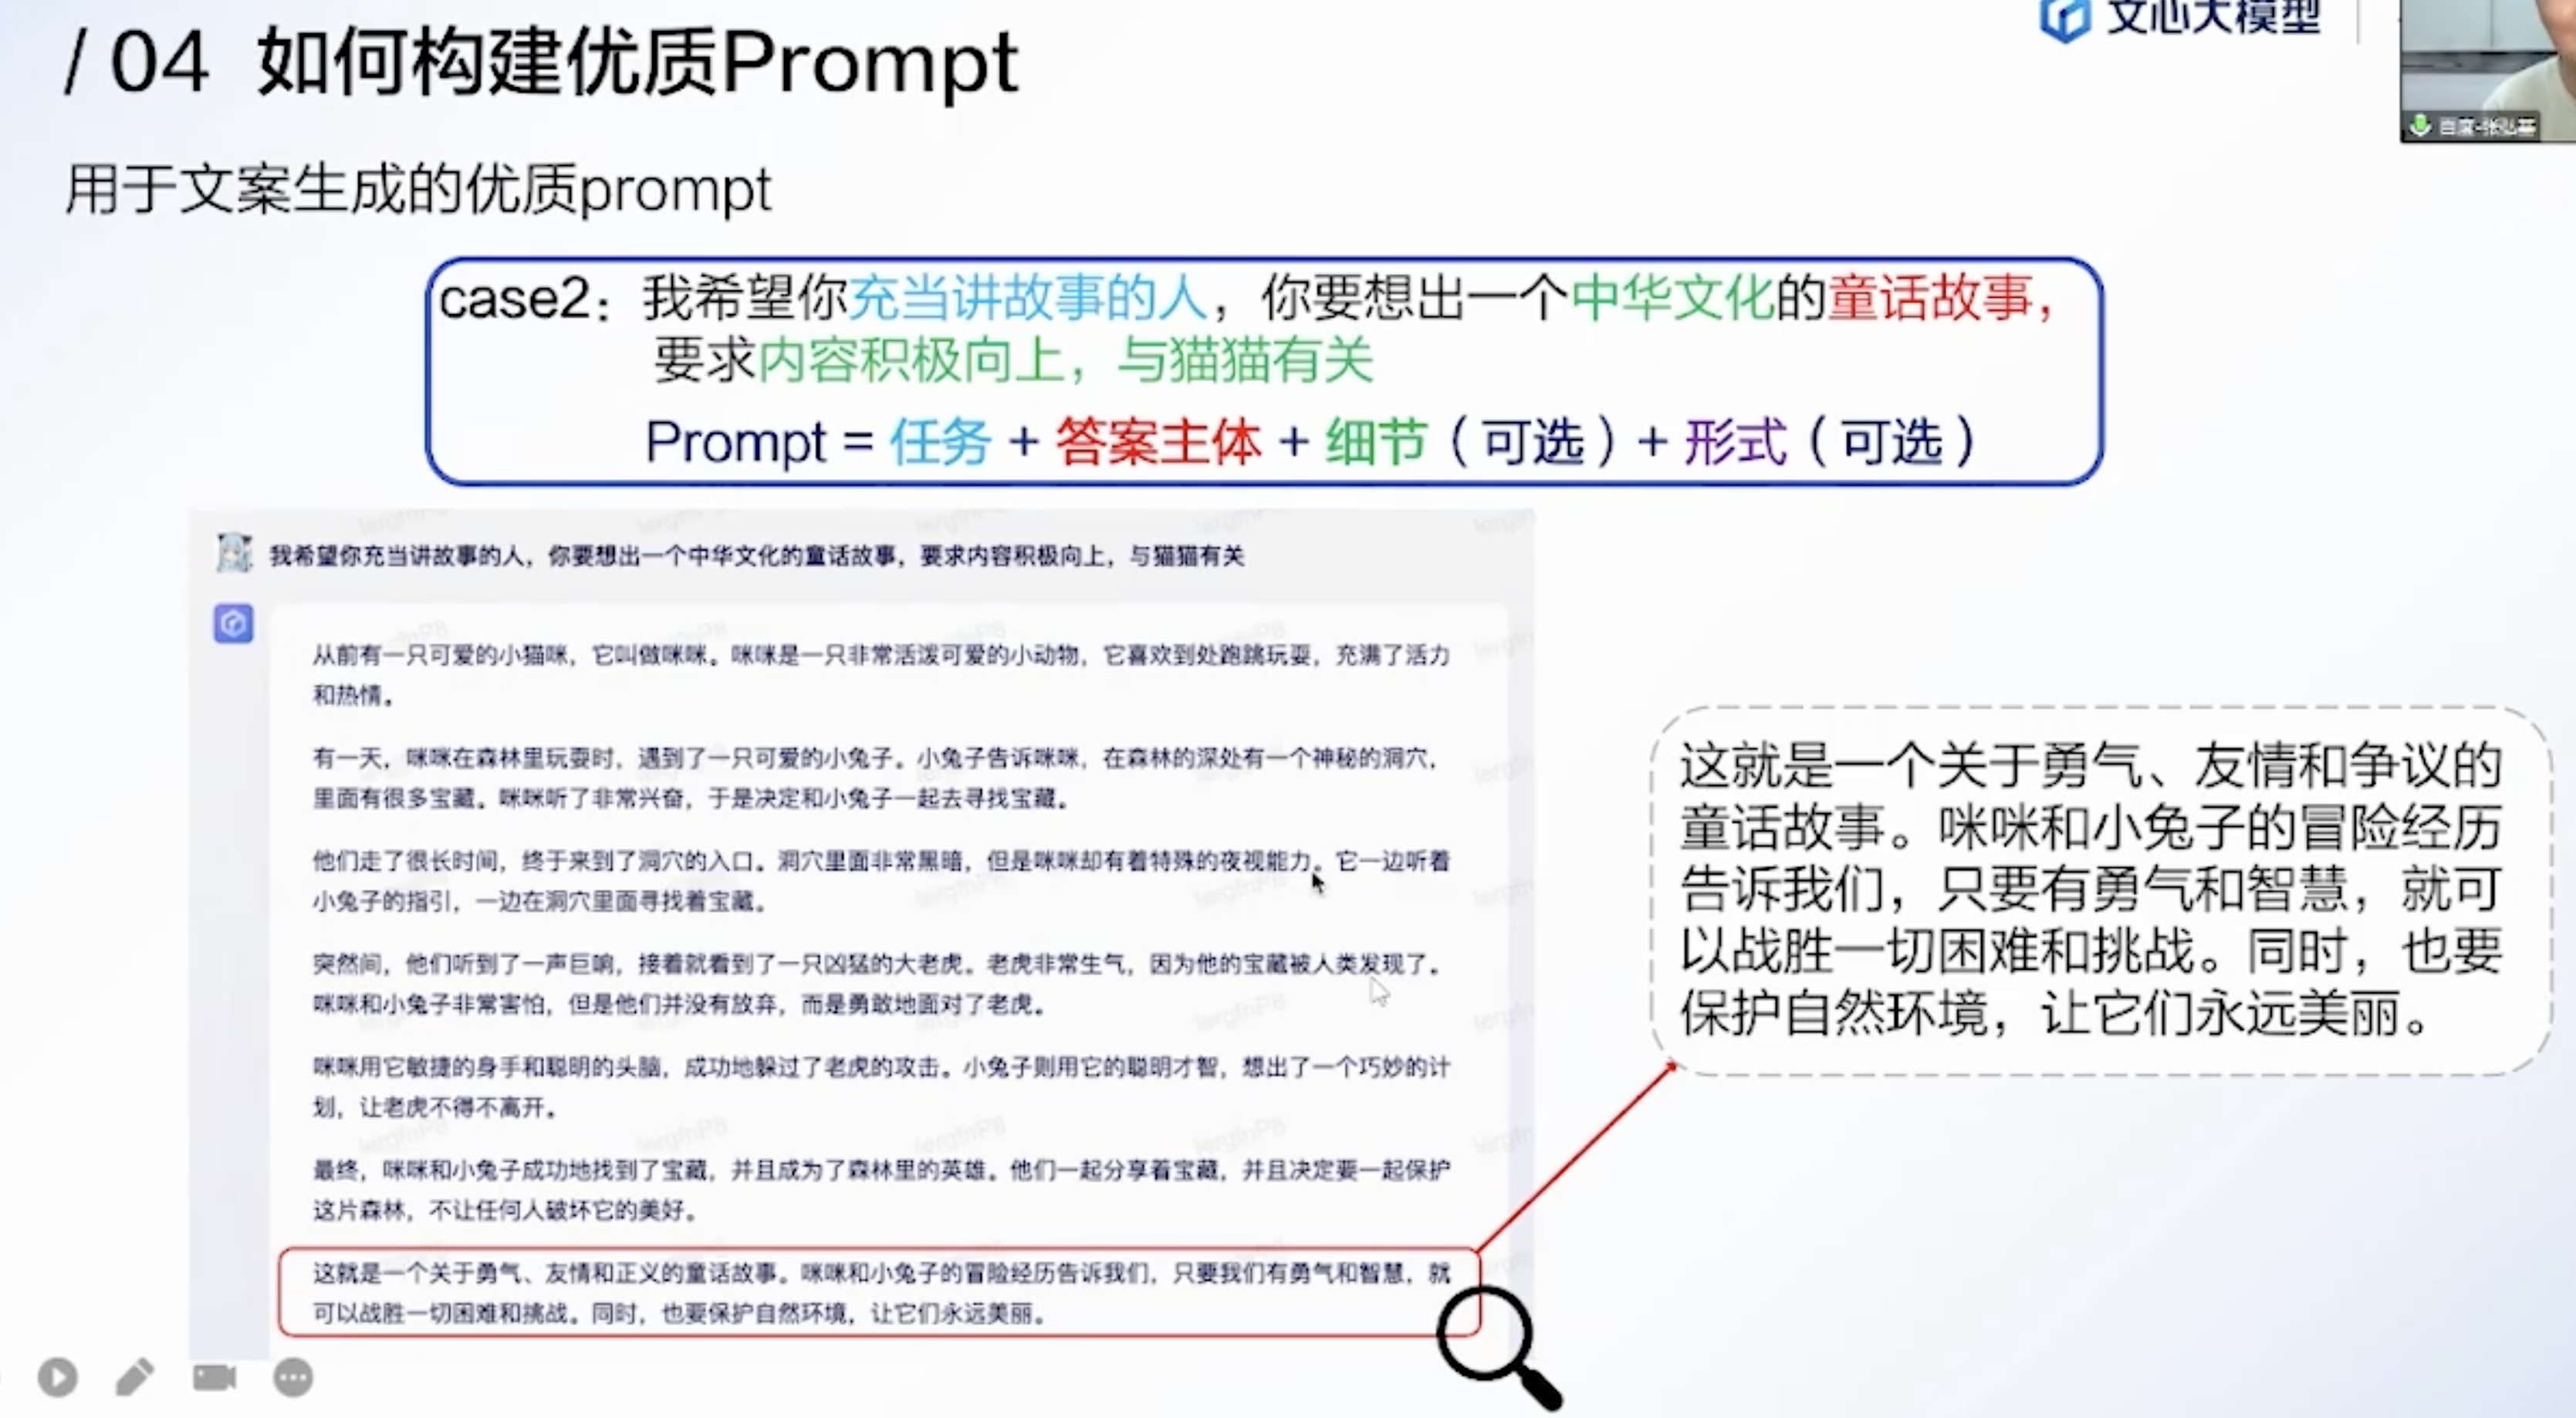 / 04 如何构建优质Prompt
文心大模型
用于文案生成的优质prompt
case2：我希望你充当讲故事的人，你要想出一个中华文化的童话故事，
要求内容积极向上，与猫猫有关
Prompt = 任务 + 答案主体 + 细节（可选）+ 形式（可选）
我希望你充当讲故事的人，你要想出一个中华文化的童话故事，要求内容积极向上，与猫猫有关
从前有一只可爱的小猫咪，它叫做咪咪。咪咪是一只非常活泼可爱的小动物，它喜欢到处跑跳玩耍，充满了活力
和热情。
有一天，咪咪在森林里玩耍时，遇到了一只可爱的小兔子。小兔子告诉咪咪，在森林的深处有一个神秘的洞穴，
里面有很多宝藏。咪咪听了非常兴奋，于是决定和小兔子一起去寻找宝藏。
他们走了很长时间，终于来到了洞穴的入口。洞穴里面非常黑暗，但是咪咪却有着特殊的夜视能力。它一边听着
小兔子的指引，一边在洞穴里面寻找着宝藏。
突然间，他们听到了一声巨响，接着就看到了一只凶猛的大老虎。老虎非常生气，因为他的宝藏被人类发现了。
咪咪和小兔子非常害怕，但是他们并没有放弃，而是勇敢地面对了老虎。
咪咪用它敏捷的身手和聪明的头脑，成功地躲过了老虎的攻击。小兔子则用它的聪明才智，想出了一个巧妙的计
划，让老虎不得不离开。
最终，咪咪和小兔子成功地找到了宝藏，并且成为了森林里的英雄。他们一起分享着宝藏，并且决定要一起保护
这片森林，不让任何人破坏它的美好。
这就是一个关于勇气、友情和正义的童话故事。咪咪和小兔子的冒险经历告诉我们，只要我们有勇气和智慧，就
可以战胜一切困难和挑战。同时，也要保护自然环境，让它们永远美丽。
这就是一个关于勇气、友情和争议的
童话故事。咪咪和小兔子的冒险经历
告诉我们，只要有勇气和智慧，就可
以战胜一切困难和挑战。同时，也要
保护自然环境，让它们永远美丽。